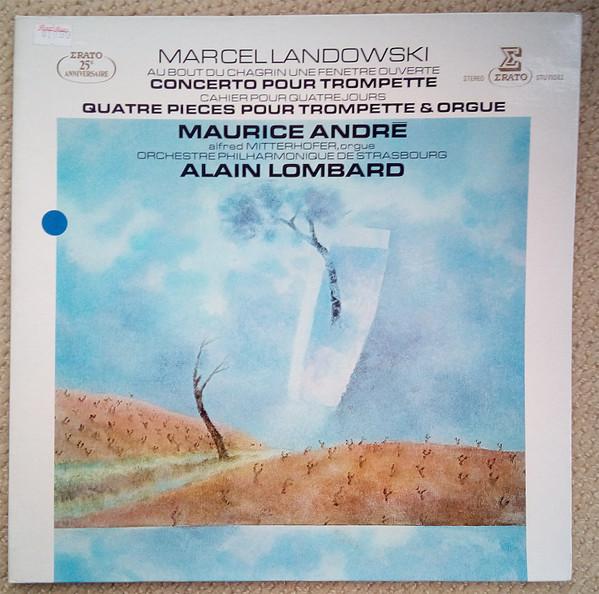 ERATO
25e
ANNIVERSAIRE
MARCEL LANDOWSKI
AU BOUT DU CHAGRIN UNE FENETRE OUVERTE
CONCERTO POUR TROMPETTE
CAHIER POUR QUATRE JOURS
QUATRE PIECES POUR TROMPETTE & ORGUE
STEREO
E
ERATO
STU 71082
MAURICE ANDRÉ
alfred MITTERHOFER, orgue
ORCHESTRE PHILHARMONIQUE DE STRASBOURG
ALAIN LOMBARD